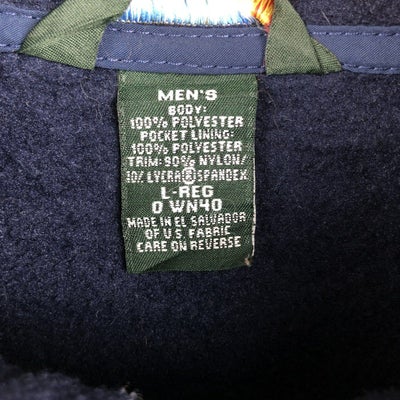 MEN'S
BODY:
100% POLYESTER
POCKET LINING:
100% POLYESTER
TRIM: 90% NYLON/
10% LYCRA® SPANDEX
L-REG
0 WN40
MADE IN EL SALVADOR
OF U.S. FABRIC
CARE ON REVERSE